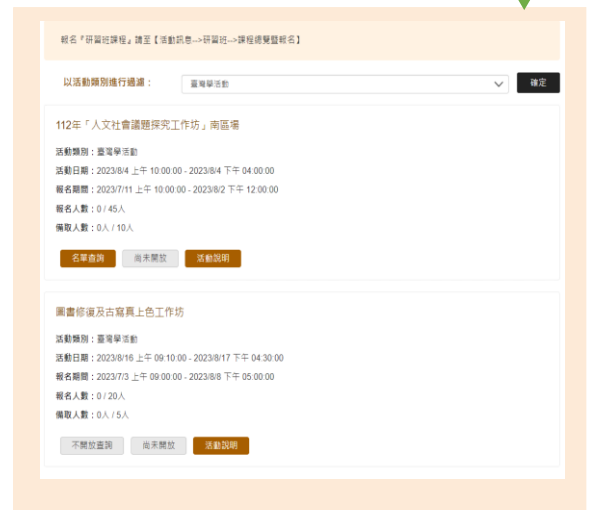 報名『研習班課程』請至【活動訊息-->研習班-->課程總覽暨報名】
以活動類別進行過濾： 臺灣學活動 確定
112年「人文社會議題探究工作坊」南區場
活動類別：臺灣學活動
活動日期：2023/8/4 上午 10:00:00 - 2023/8/4 下午 04:00:00
報名期間：2023/7/11 上午 10:00:00 - 2023/8/2 下午 12:00:00
報名人數：0 / 45人
備取人數：0人 / 10人
名單查詢 尚未開放 活動說明
圖書修復及古寫真上色工作坊
活動類別：臺灣學活動
活動日期：2023/8/16 上午 09:10:00 - 2023/8/17 下午 04:30:00
報名期間：2023/7/3 上午 09:00:00 - 2023/8/8 下午 05:00:00
報名人數：0 / 20人
備取人數：0人 / 5人
不開放查詢 尚未開放 活動說明